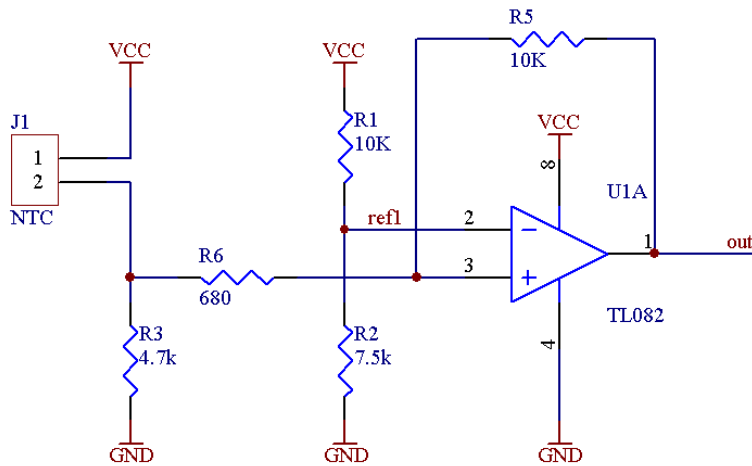 R5
10K
VCC
VCC
J1
1
2
NTC
R1
10K
VCC
8
U1A
ref1
2
3
1
out
R6
680
TL082
R3
4.7k
R2
7.5k
4
GND
GND
GND